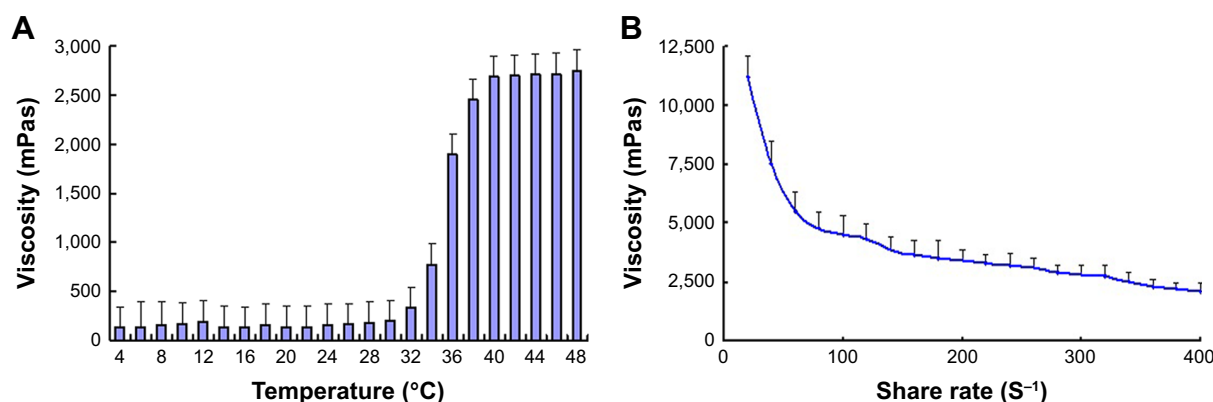 A
Viscosity (mPas)
3,000
2,500
2,000
1,500
1,000
500
0
4 8 12 16 20 24 28 32 36 40 44 48
Temperature (°C)
B
Viscosity (mPas)
12,500
10,000
7,500
5,000
2,500
0
0 100 200 300 400
Share rate (S⁻¹)